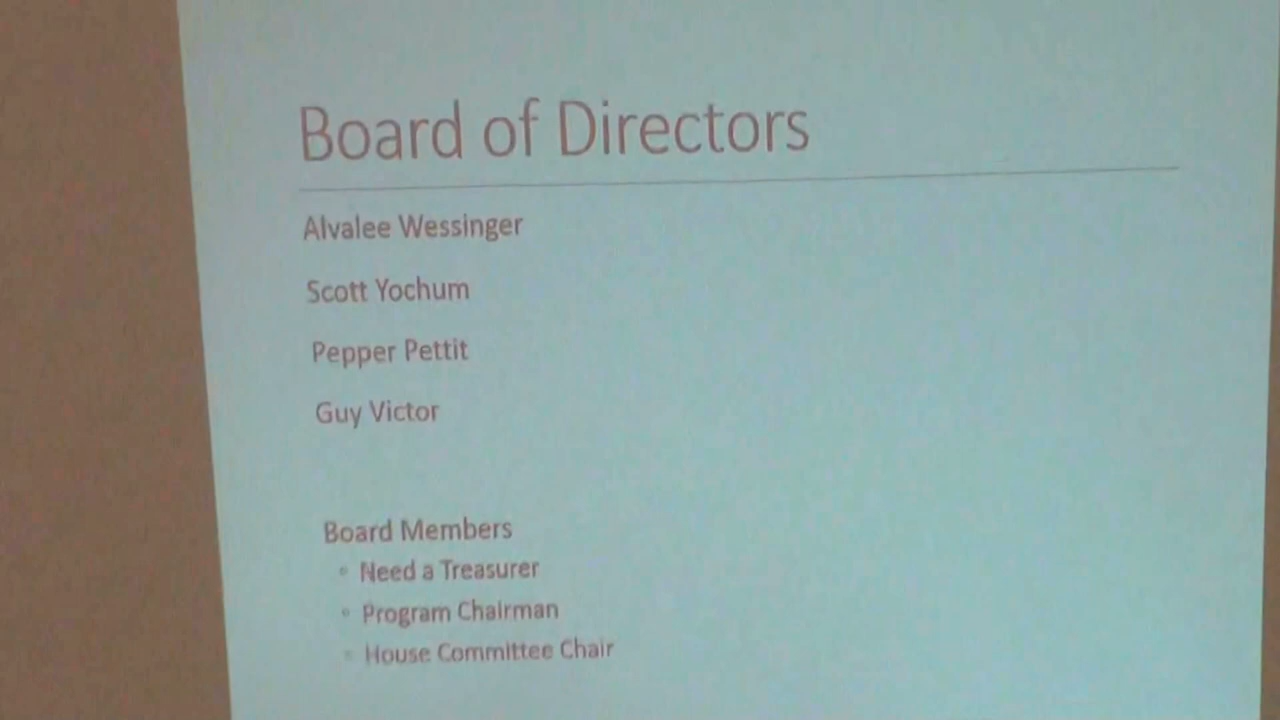 Board of Directors
Alvalee Wessinger
Scott Yochum
Pepper Pettit
Guy Victor
Board Members
Need a Treasurer
Program Chairman
House Committee Chair